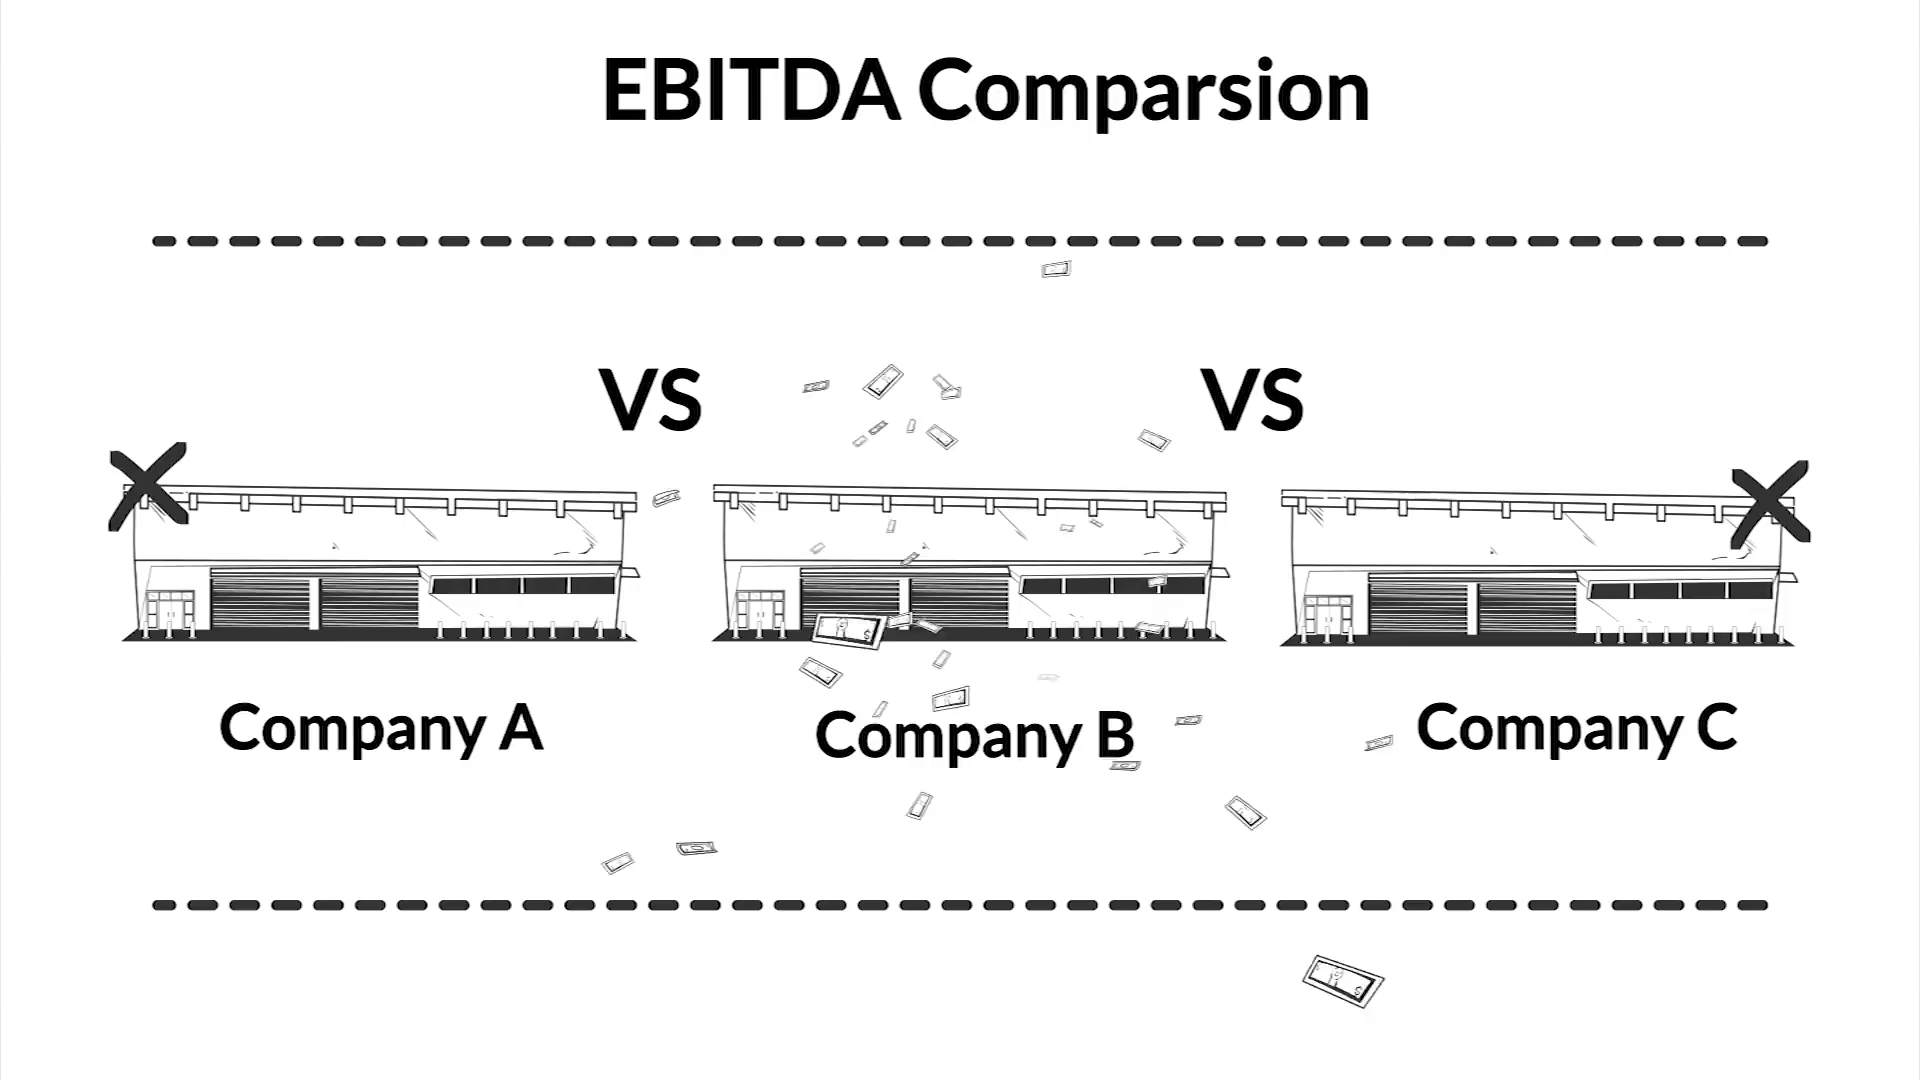 EBITDA Comparsion
VS
VS
Company A
Company B
Company C